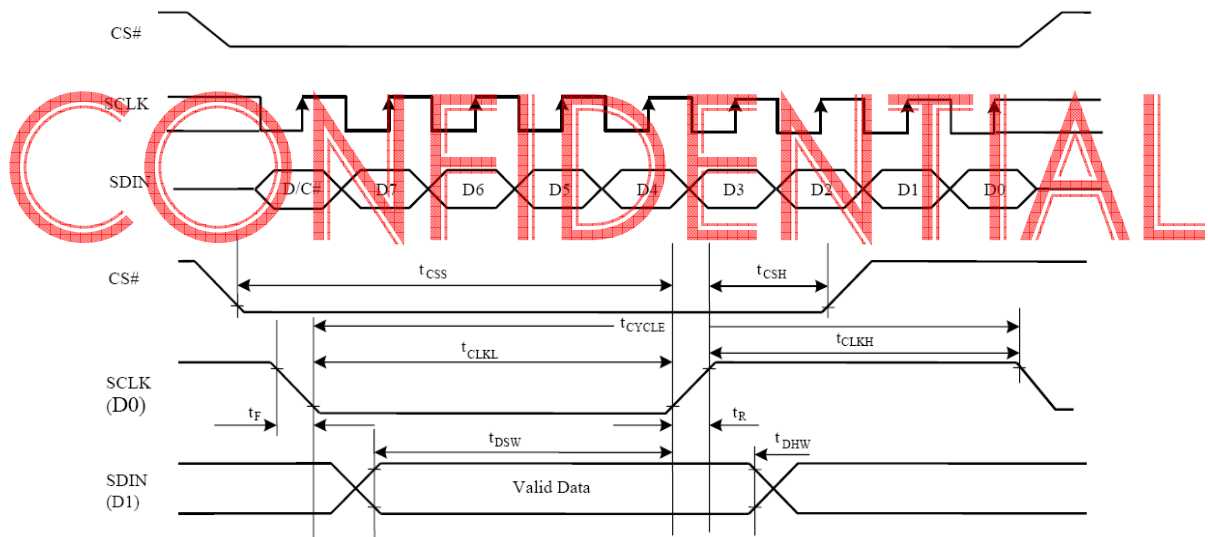 CS#
SCLK
CONFIDENTIAL
SDIN D/C# D7 D6 D5 D4 D3 D2 D1 D0
CS# tCSS tCSH
tCYCLE
tCLKL tCLKH
SCLK
(D0)
tF tR
tDSW tDHW
SDIN
(D1)
Valid Data